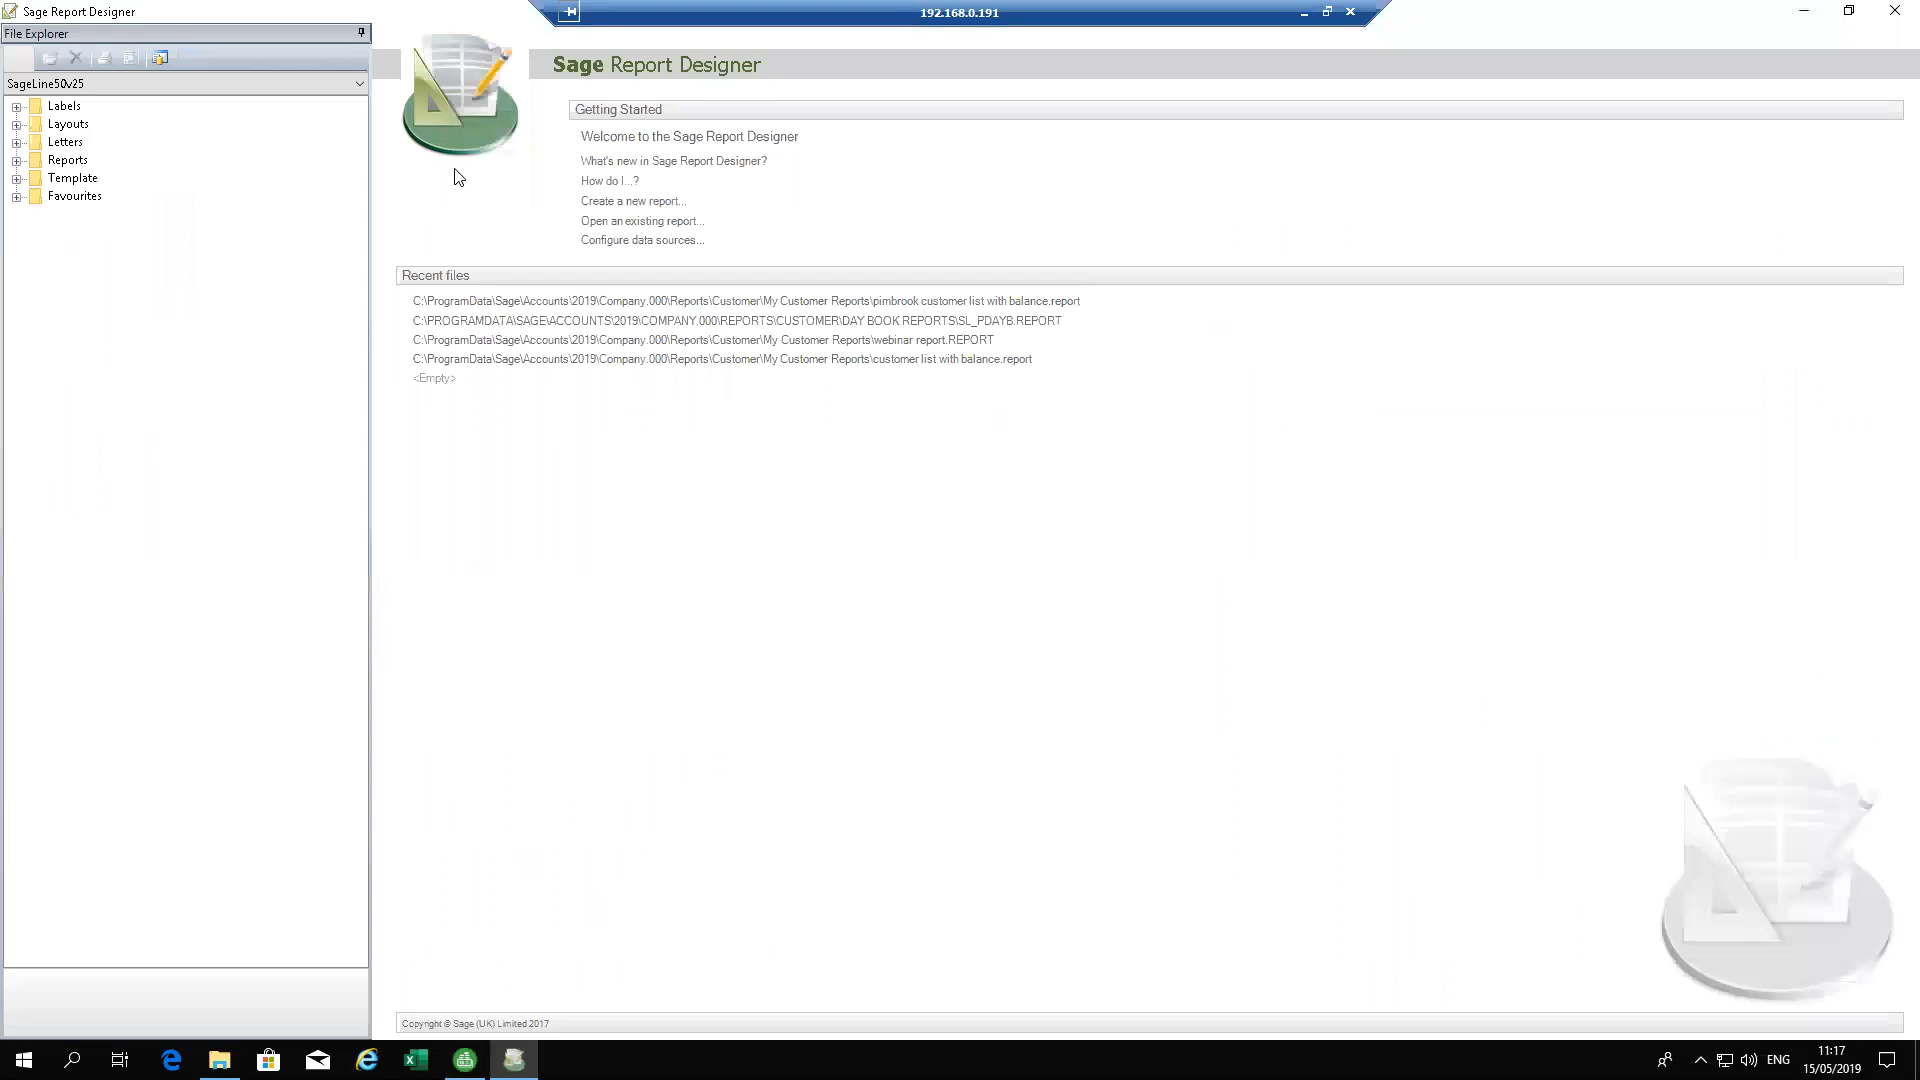 Sage Report Designer
192.168.0.191
File Explorer
SageLine50v25
Labels
Layouts
Letters
Reports
Template
Favourites
Sage Report Designer
Getting Started
Welcome to the Sage Report Designer
What's new in Sage Report Designer?
How do I...?
Create a new report...
Open an existing report...
Configure data sources...
Recent files
C:\ProgramData\Sage\Accounts\2019\Company.000\Reports\Customer\My Customer Reports\pimbrook customer list with balance.report
C:\PROGRAMDATA\SAGE\ACCOUNTS\2019\COMPANY.000\REPORTS\CUSTOMER\DAY BOOK REPORTS\SL_PDAYB.REPORT
C:\ProgramData\Sage\Accounts\2019\Company.000\Reports\Customer\My Customer Reports\webinar report.REPORT
C:\ProgramData\Sage\Accounts\2019\Company.000\Reports\Customer\My Customer Reports\customer list with balance.report
<Empty>
Copyright © Sage (UK) Limited 2017
ENG
11:17
15/05/2019